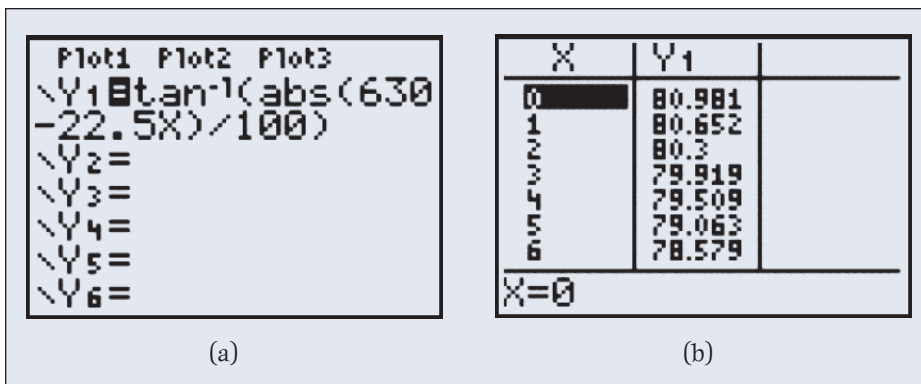 Plot1 Plot2 Plot3
\Y₁=tan⁻¹(abs(630
-22.5X)/100)
\Y₂=
\Y₃=
\Y₄=
\Y₅=
\Y₆=
(a)
X Y₁
0 80.981
1 80.652
2 80.3
3 79.919
4 79.509
5 79.063
6 78.579
X=0
(b)